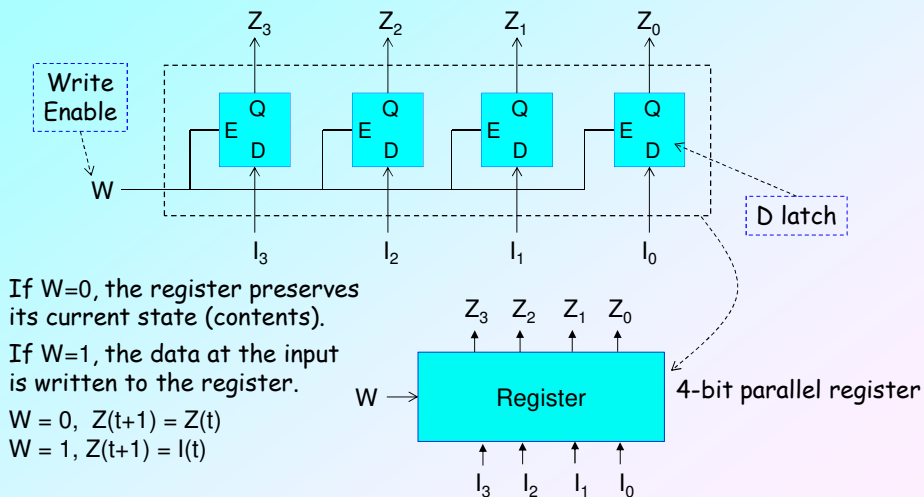 Z₃ Z₂ Z₁ Z₀
Write
Enable
Q Q Q Q
E E E E
D D D D
W
D latch
I₃ I₂ I₁ I₀
If W=0, the register preserves
its current state (contents).
If W=1, the data at the input
is written to the register.
W = 0, Z(t+1) = Z(t)
W = 1, Z(t+1) = I(t)
Z₃ Z₂ Z₁ Z₀
W
Register
4-bit parallel register
I₃ I₂ I₁ I₀